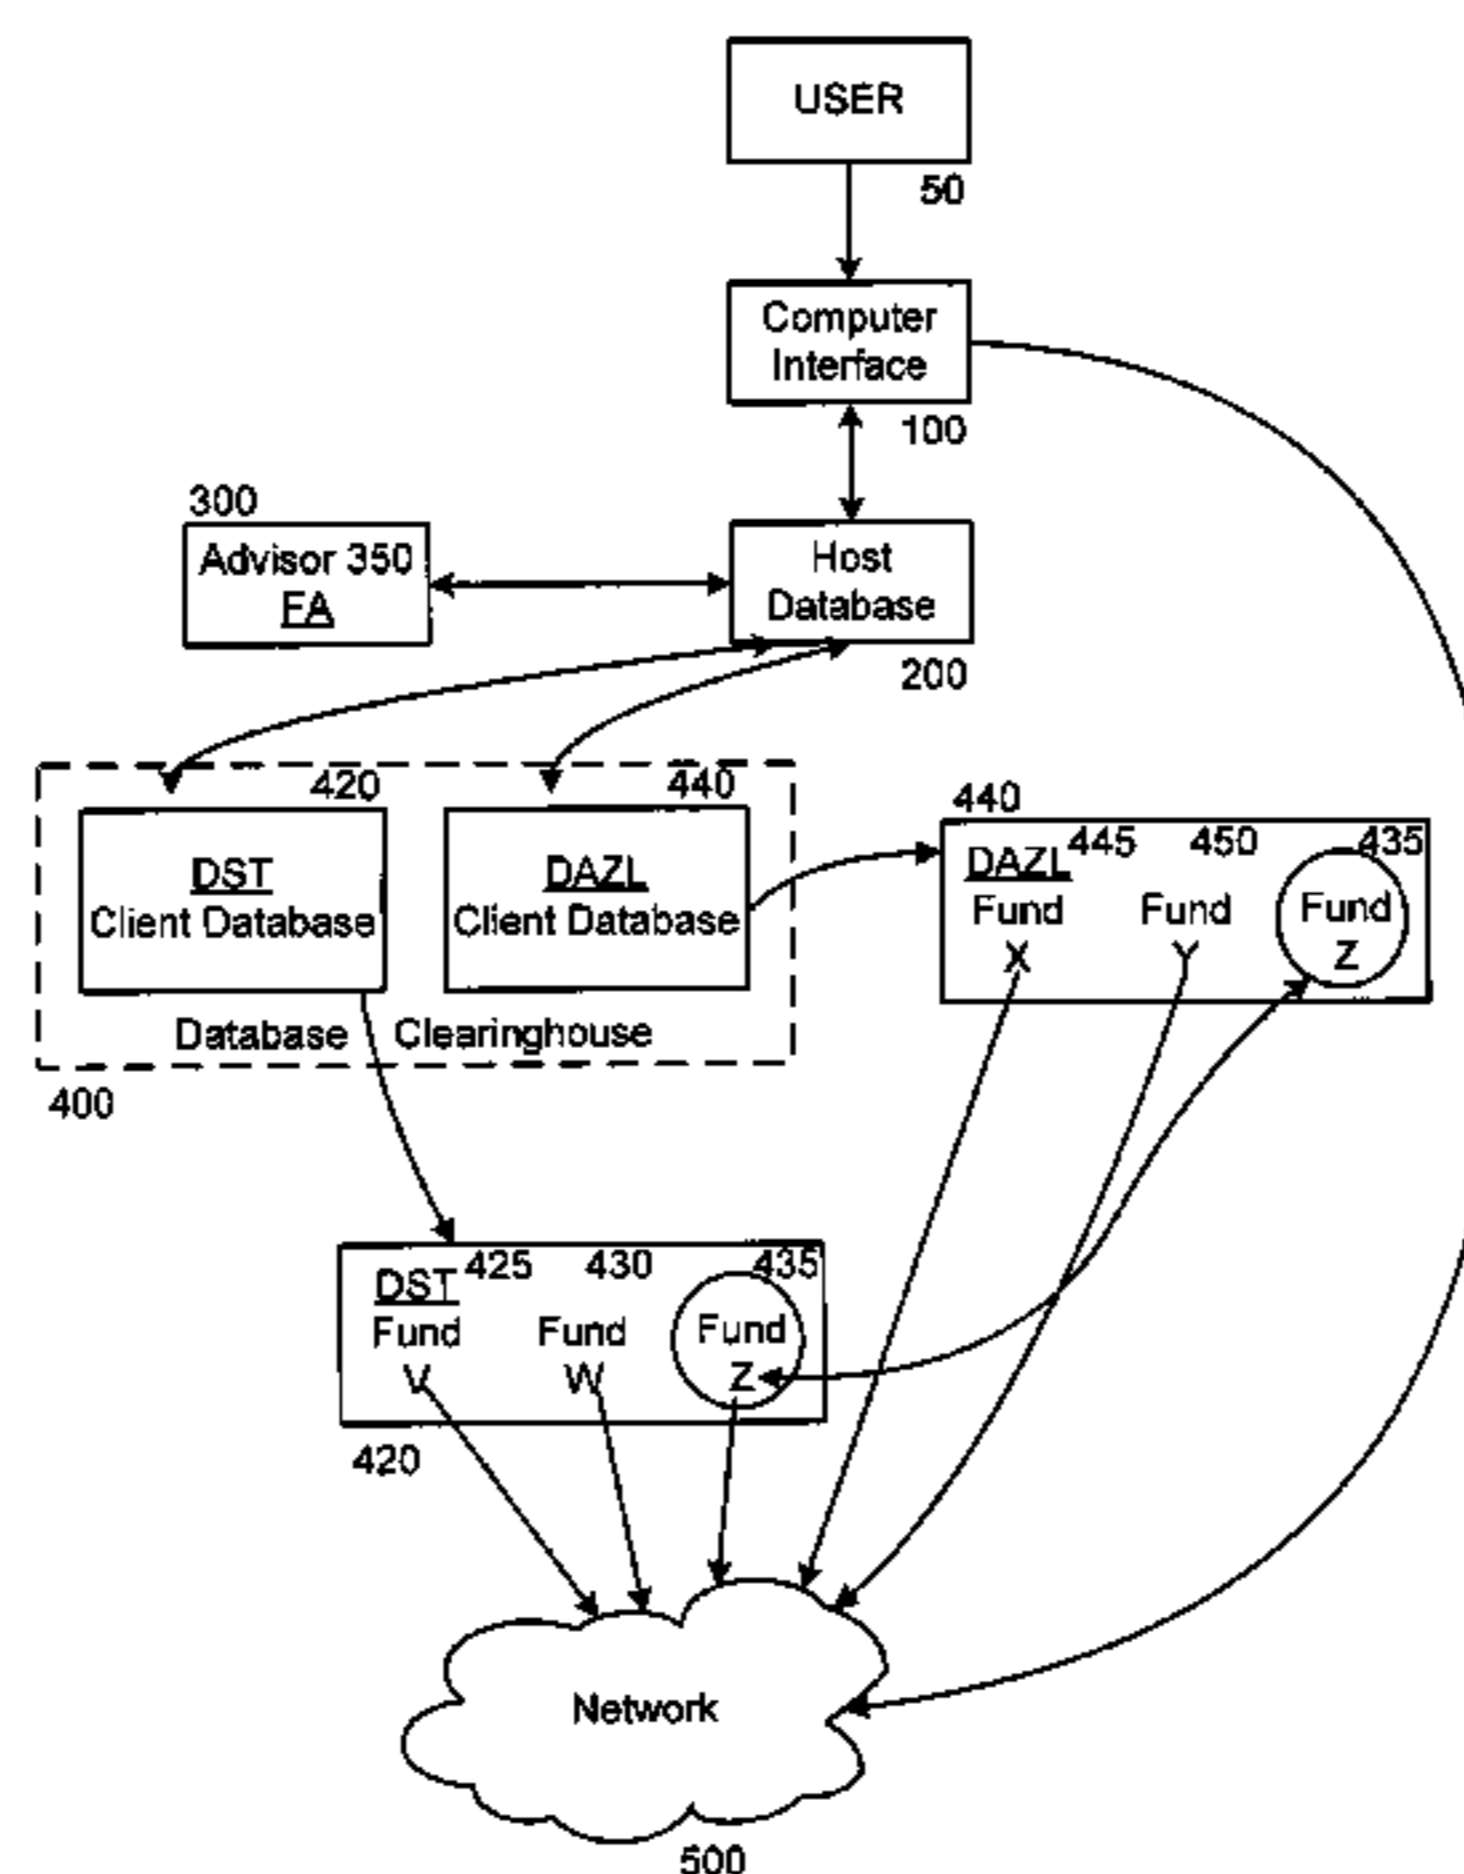 USER
50
Computer
Interface
100
300
Advisor 350
FA
Host
Database
200
420
440
DST
Client Database
DAZL
Client Database
Database Clearinghouse
400
440
445 450 435
DAZL
Fund Fund Fund
X Y Z
425 430 435
DST
Fund Fund Fund
V W Z
420
Network
500